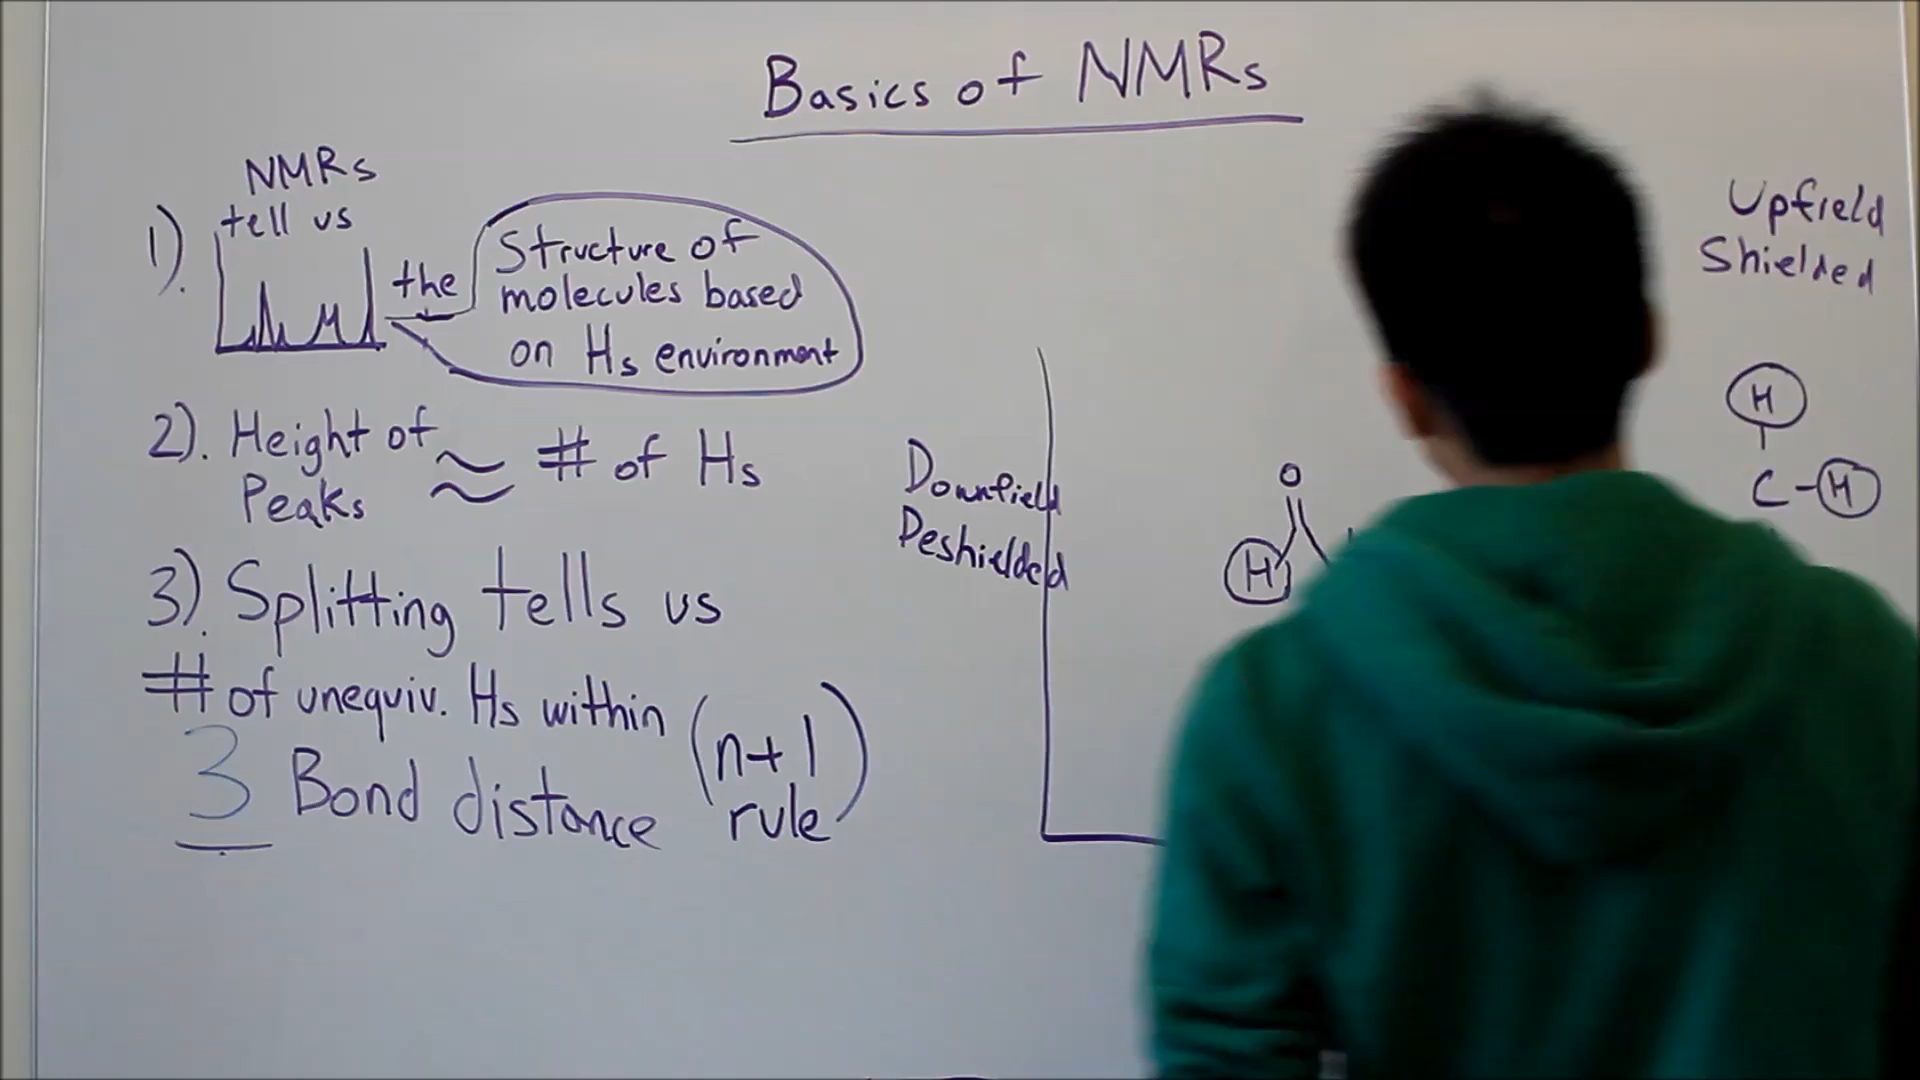 Basics of NMRs
1).
NMRs
tell us
the
Structure of
molecules based
on Hs environment
2). Height of
Peaks
≈ # of Hs
3). Splitting tells us
# of unequiv. Hs within
3 Bond distance
(n+1)
rule
Downfield
Deshielded
O
H
Upfield
Shielded
H
C-H